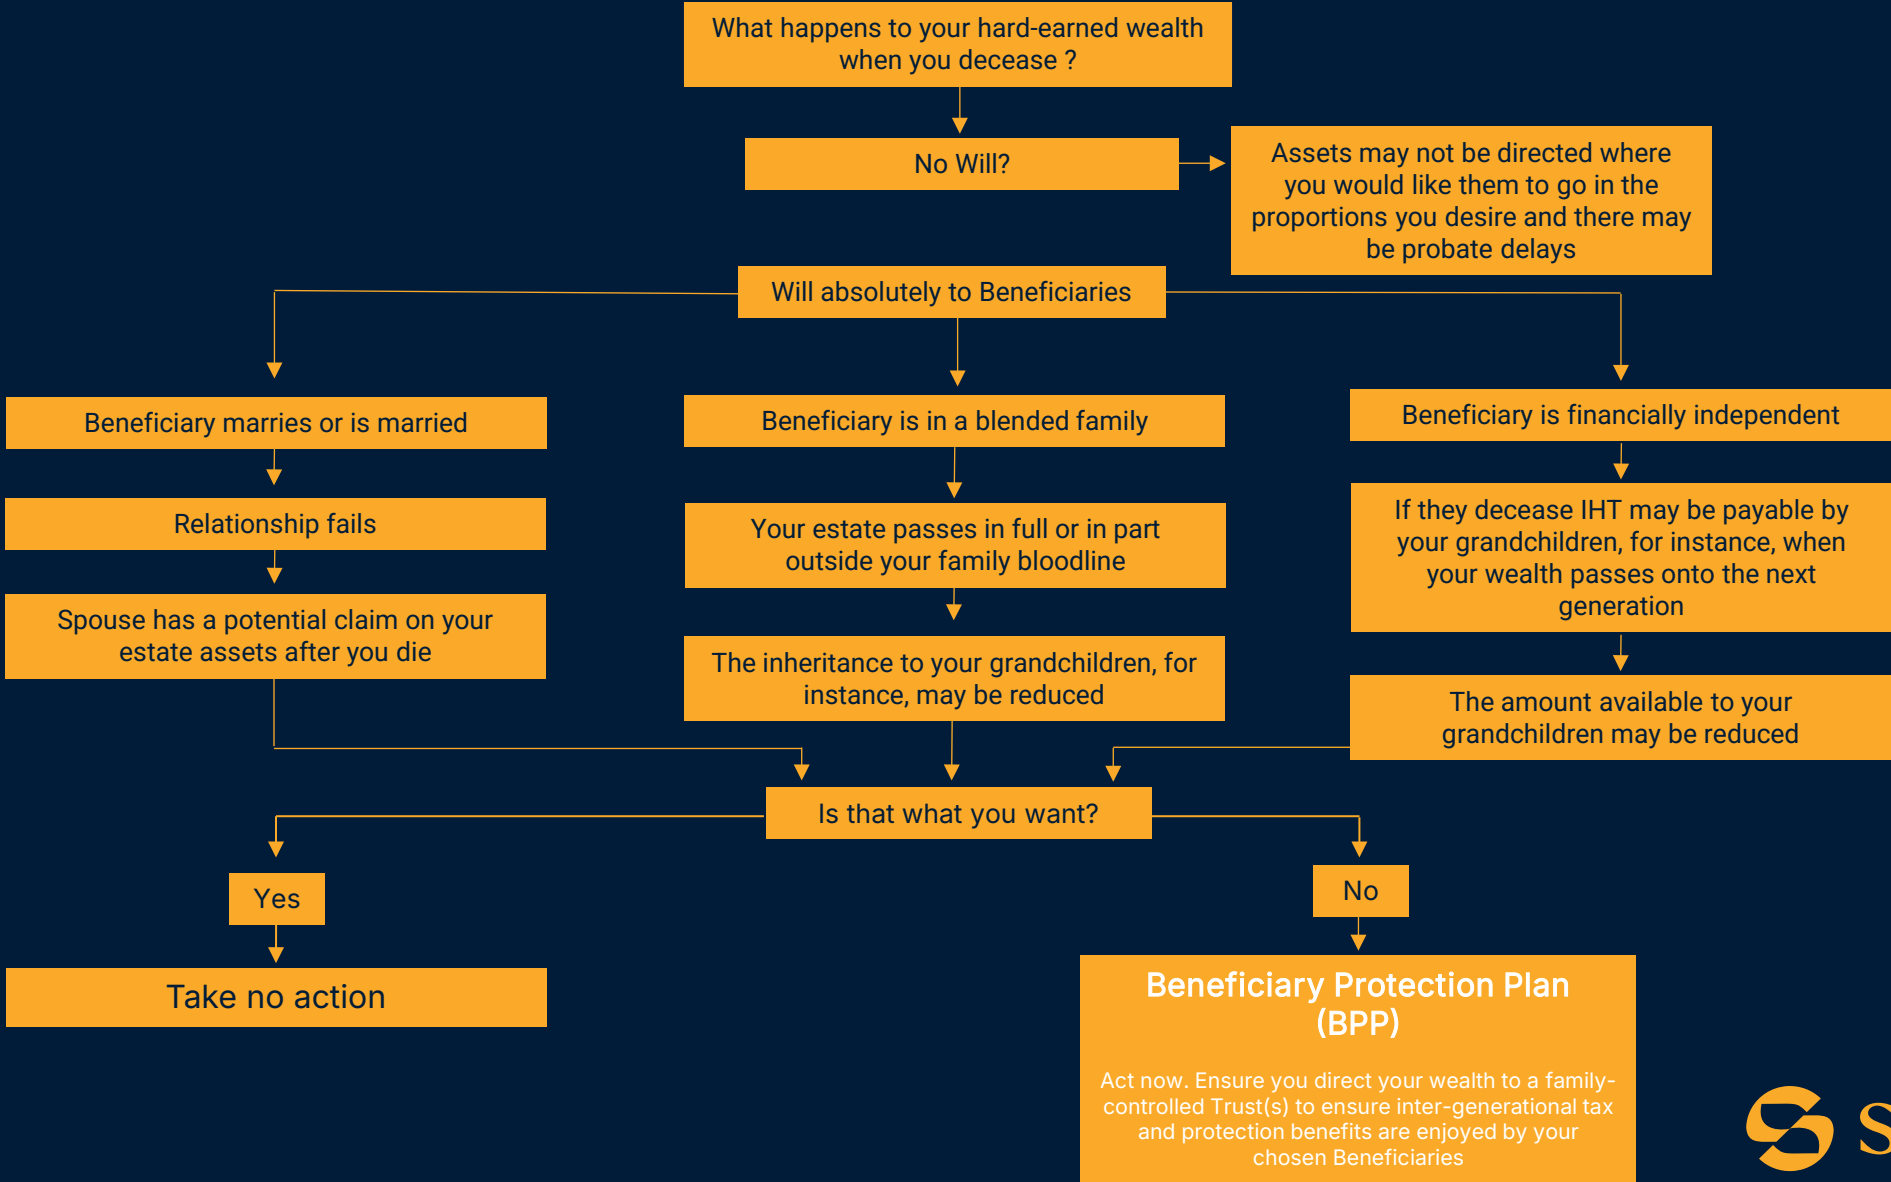 What happens to your hard-earned wealth
when you decease ?
No Will?
Assets may not be directed where
you would like them to go in the
proportions you desire and there may
be probate delays
Will absolutely to Beneficiaries
Beneficiary marries or is married
Relationship fails
Spouse has a potential claim on your
estate assets after you die
Beneficiary is in a blended family
Your estate passes in full or in part
outside your family bloodline
The inheritance to your grandchildren, for
instance, may be reduced
Beneficiary is financially independent
If they decease IHT may be payable by
your grandchildren, for instance, when
your wealth passes onto the next
generation
The amount available to your
grandchildren may be reduced
Is that what you want?
Yes
Take no action
No
Beneficiary Protection Plan
(BPP)
Act now. Ensure you direct your wealth to a family-
controlled Trust(s) to ensure inter-generational tax
and protection benefits are enjoyed by your
chosen Beneficiaries